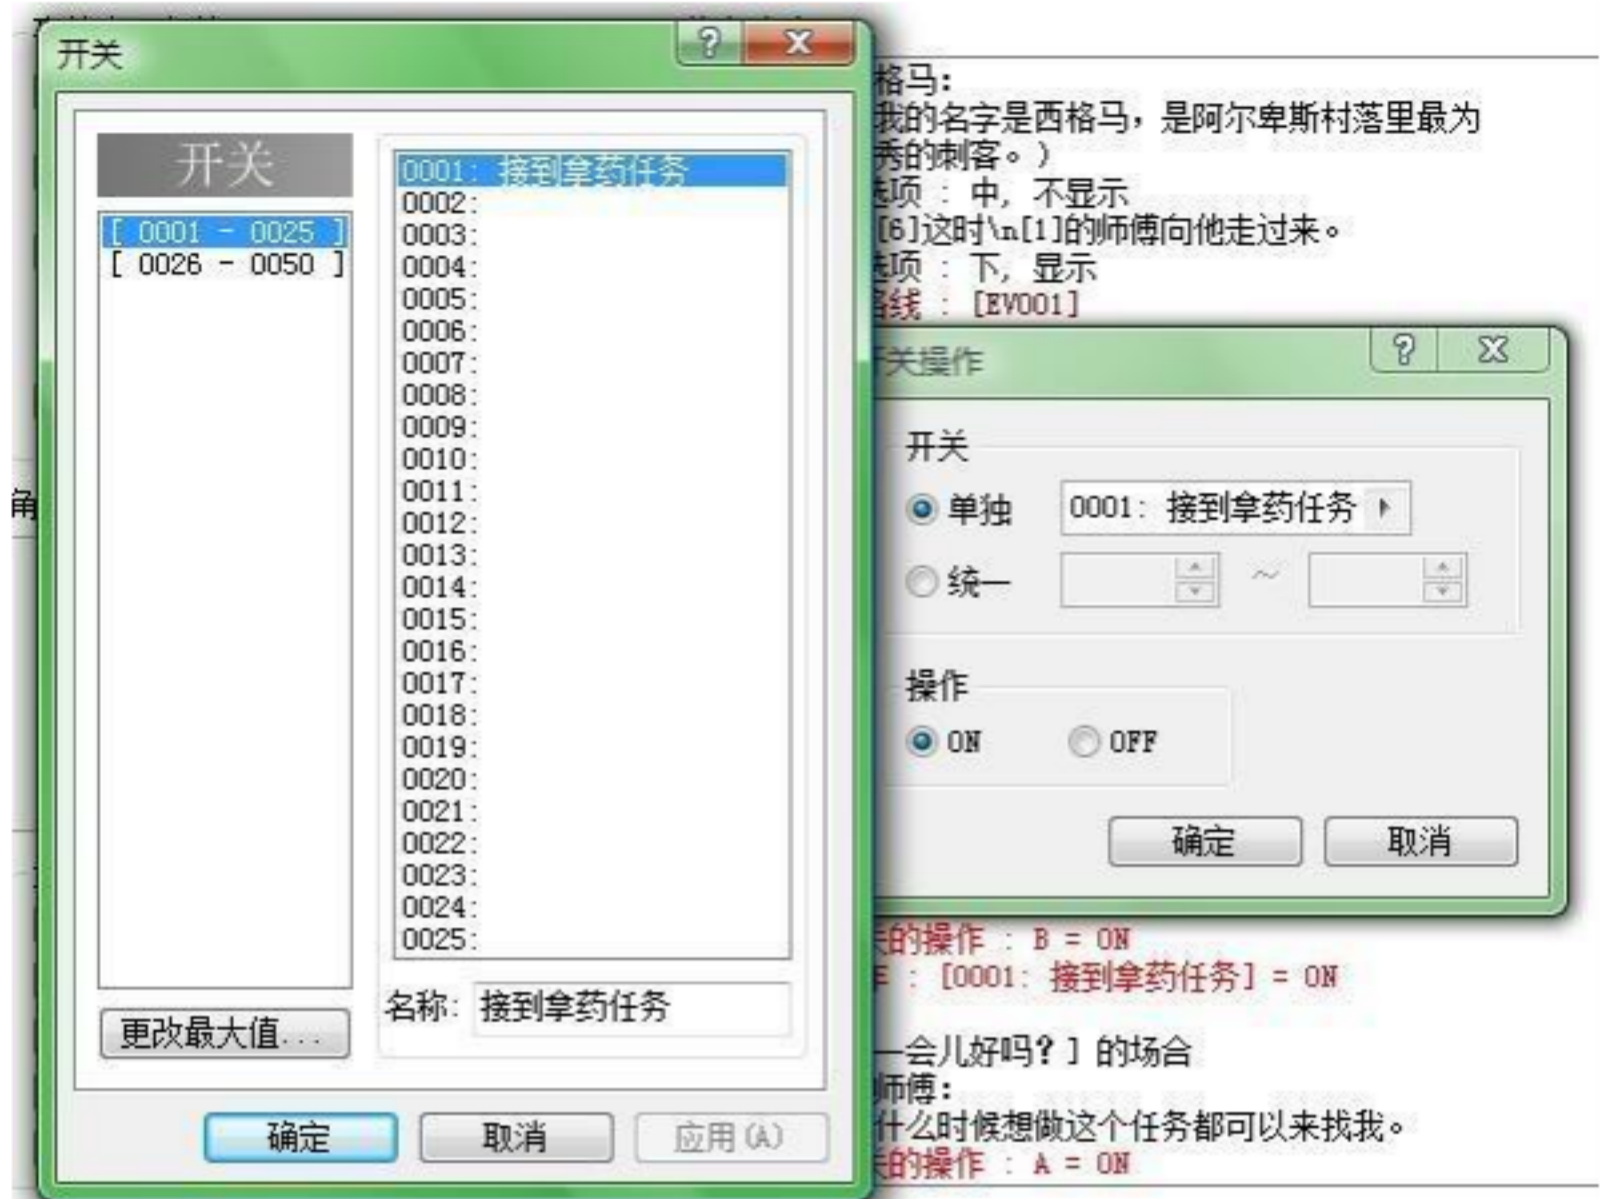 开关
开关
[ 0001 - 0025 ]
[ 0026 - 0050 ]
更改最大值...
0001: 接到拿药任务
0002:
0003:
0004:
0005:
0006:
0007:
0008:
0009:
0010:
0011:
0012:
0013:
0014:
0015:
0016:
0017:
0018:
0019:
0020:
0021:
0022:
0023:
0024:
0025:
名称: 接到拿药任务
确定 取消 应用(A)
角
格马：
我的名字是西格马，是阿尔卑斯村落里最为
秀的刺客。）
选项 : 中, 不显示
[6]这时\n[1]的师傅向他走过来。
选项 : 下, 显示
路线 : [EV001]
开关操作
开关
单独 0001: 接到拿药任务
统一 ~
操作
ON OFF
确定 取消
关的操作 : B = ON
: [0001: 接到拿药任务] = ON
一会儿好吗？] 的场合
师傅：
什么时候想做这个任务都可以来找我。
关的操作 : A = ON